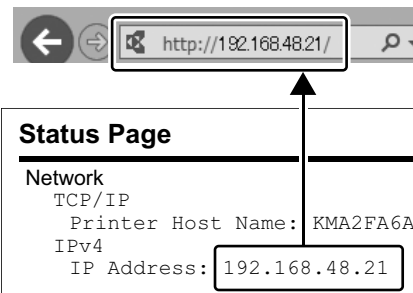 http://192.168.48.21/
Status Page
Network
TCP/IP
Printer Host Name: KMA2FA6A
IPv4
IP Address: 192.168.48.21